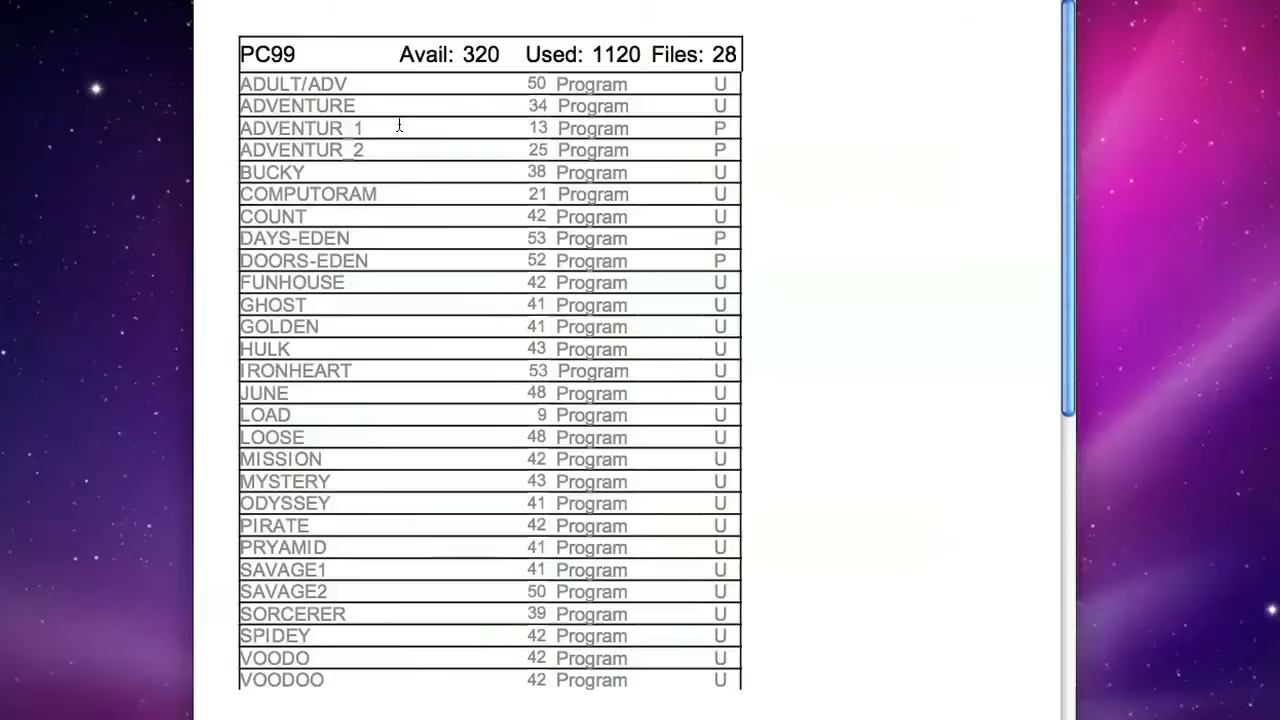 PC99 Avail: 320 Used: 1120 Files: 28
ADULT/ADV 50 Program U
ADVENTURE 34 Program U
ADVENTUR_1 13 Program P
ADVENTUR_2 25 Program P
BUCKY 38 Program U
COMPUTORAM 21 Program U
COUNT 42 Program U
DAYS-EDEN 53 Program P
DOORS-EDEN 52 Program P
FUNHOUSE 42 Program U
GHOST 41 Program U
GOLDEN 41 Program U
HULK 43 Program U
IRONHEART 53 Program U
JUNE 48 Program U
LOAD 9 Program U
LOOSE 48 Program U
MISSION 42 Program U
MYSTERY 43 Program U
ODYSSEY 41 Program U
PIRATE 42 Program U
PRYAMID 41 Program U
SAVAGE1 41 Program U
SAVAGE2 50 Program U
SORCERER 39 Program U
SPIDEY 42 Program U
VOODO 42 Program U
VOODOO 42 Program U